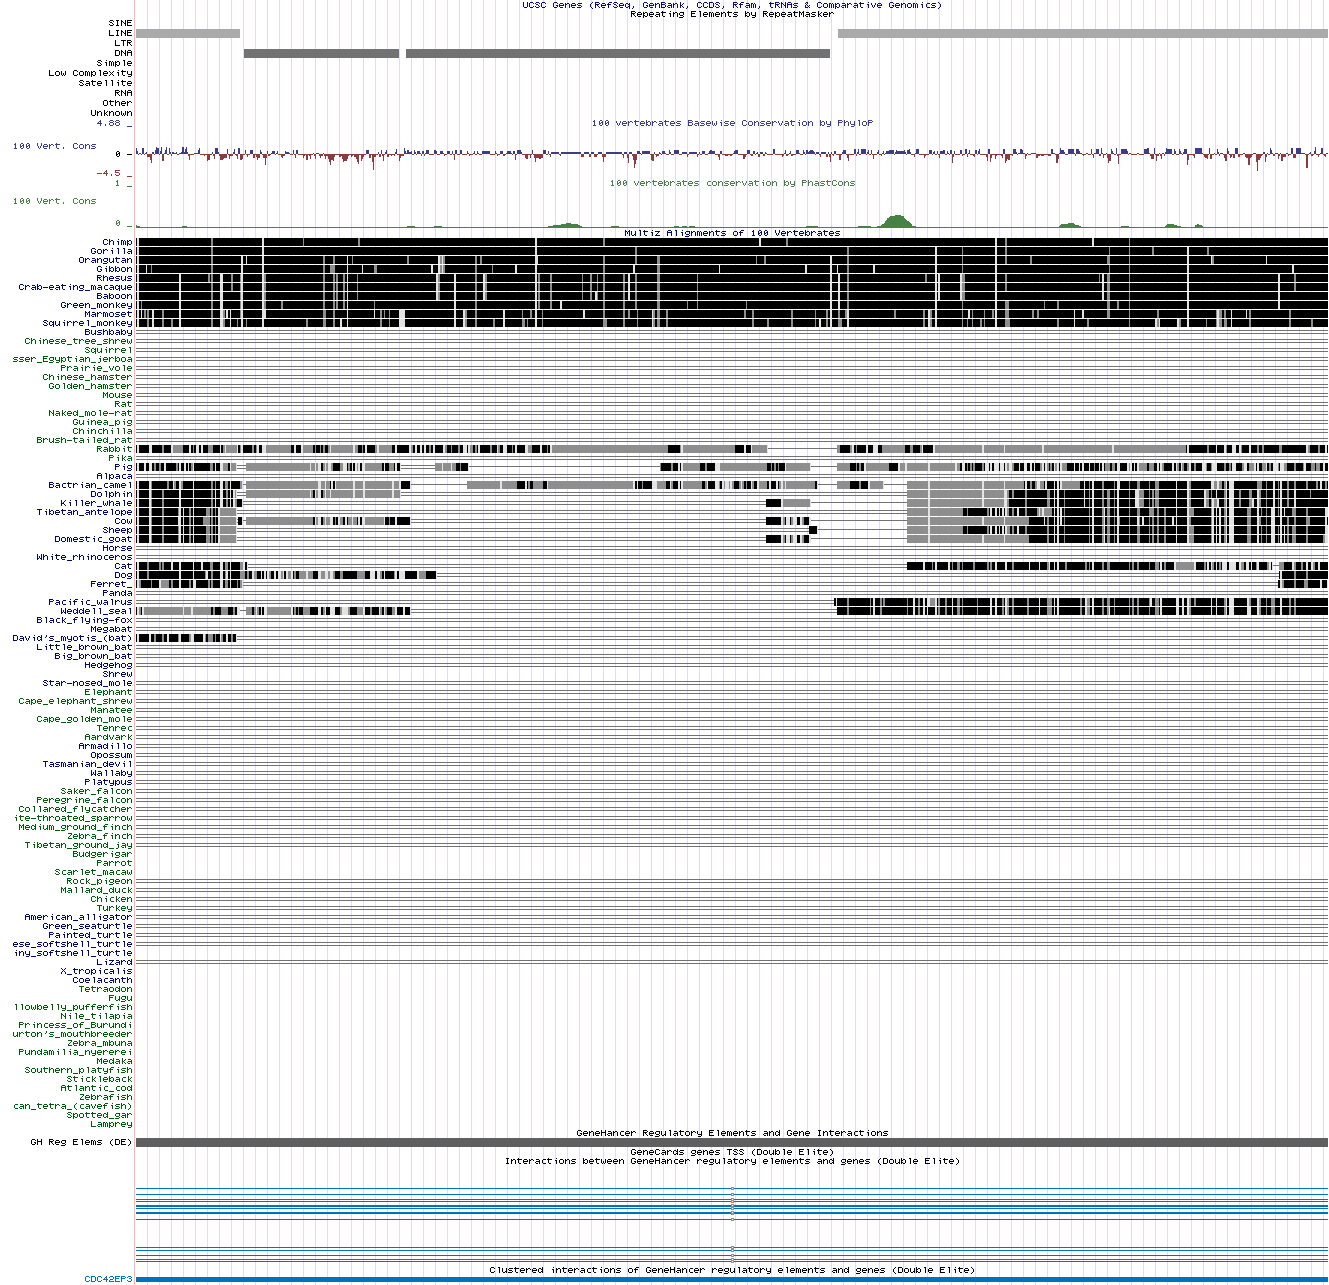 UCSC Genes (RefSeq, GenBank, CCDS, Rfam, tRNAs & Comparative Genomics)
Repeating Elements by RepeatMasker
SINE
LINE
LTR
DNA
Simple
Low Complexity
Satellite
RNA
Other
Unknown
4.88 _
100 vertebrates Basewise Conservation by PhyloP
100 Vert. Cons
0 _
-4.5 _
1 _
100 vertebrates conservation by PhastCons
100 Vert. Cons
0 _
Multiz Alignments of 100 Vertebrates
Chimp
Gorilla
Orangutan
Gibbon
Rhesus
Crab-eating_macaque
Baboon
Green_monkey
Marmoset
Squirrel_monkey
Bushbaby
Chinese_tree_shrew
Squirrel
sser_Egyptian_jerboa
Prairie_vole
Chinese_hamster
Golden_hamster
Mouse
Rat
Naked_mole-rat
Guinea_pig
Chinchilla
Brush-tailed_rat
Rabbit
Pika
Pig
Alpaca
Bactrian_camel
Dolphin
Killer_whale
Tibetan_antelope
Cow
Sheep
Domestic_goat
Horse
White_rhinoceros
Cat
Dog
Ferret_
Panda
Pacific_walrus
Weddell_seal
Black_flying-fox
Megabat
David's_myotis_(bat)
Little_brown_bat
Big_brown_bat
Hedgehog
Shrew
Star-nosed_mole
Elephant
Cape_elephant_shrew
Manatee
Cape_golden_mole
Tenrec
Aardvark
Armadillo
Opossum
Tasmanian_devil
Wallaby
Platypus
Saker_falcon
Peregrine_falcon
Collared_flycatcher
ite-throated_sparrow
Medium_ground_finch
Zebra_finch
Tibetan_ground_jay
Budgerigar
Parrot
Scarlet_macaw
Rock_pigeon
Mallard_duck
Chicken
Turkey
American_alligator
Green_seaturtle
Painted_turtle
ese_softshell_turtle
iny_softshell_turtle
Lizard
X_tropicalis
Coelacanth
Tetraodon
Fugu
llowbelly_pufferfish
Nile_tilapia
Princess_of_Burundi
urton's_mouthbreeder
Zebra_mbuna
Pundamilia_nyererei
Medaka
Southern_platyfish
Stickleback
Atlantic_cod
Zebrafish
can_tetra_(cavefish)
Spotted_gar
Lamprey
GeneHancer Regulatory Elements and Gene Interactions
GH Reg Elems (DE)
GeneCards genes TSS (Double Elite)
Interactions between GeneHancer regulatory elements and genes (Double Elite)
Clustered interactions of GeneHancer regulatory elements and genes (Double Elite)
CDC42EP3